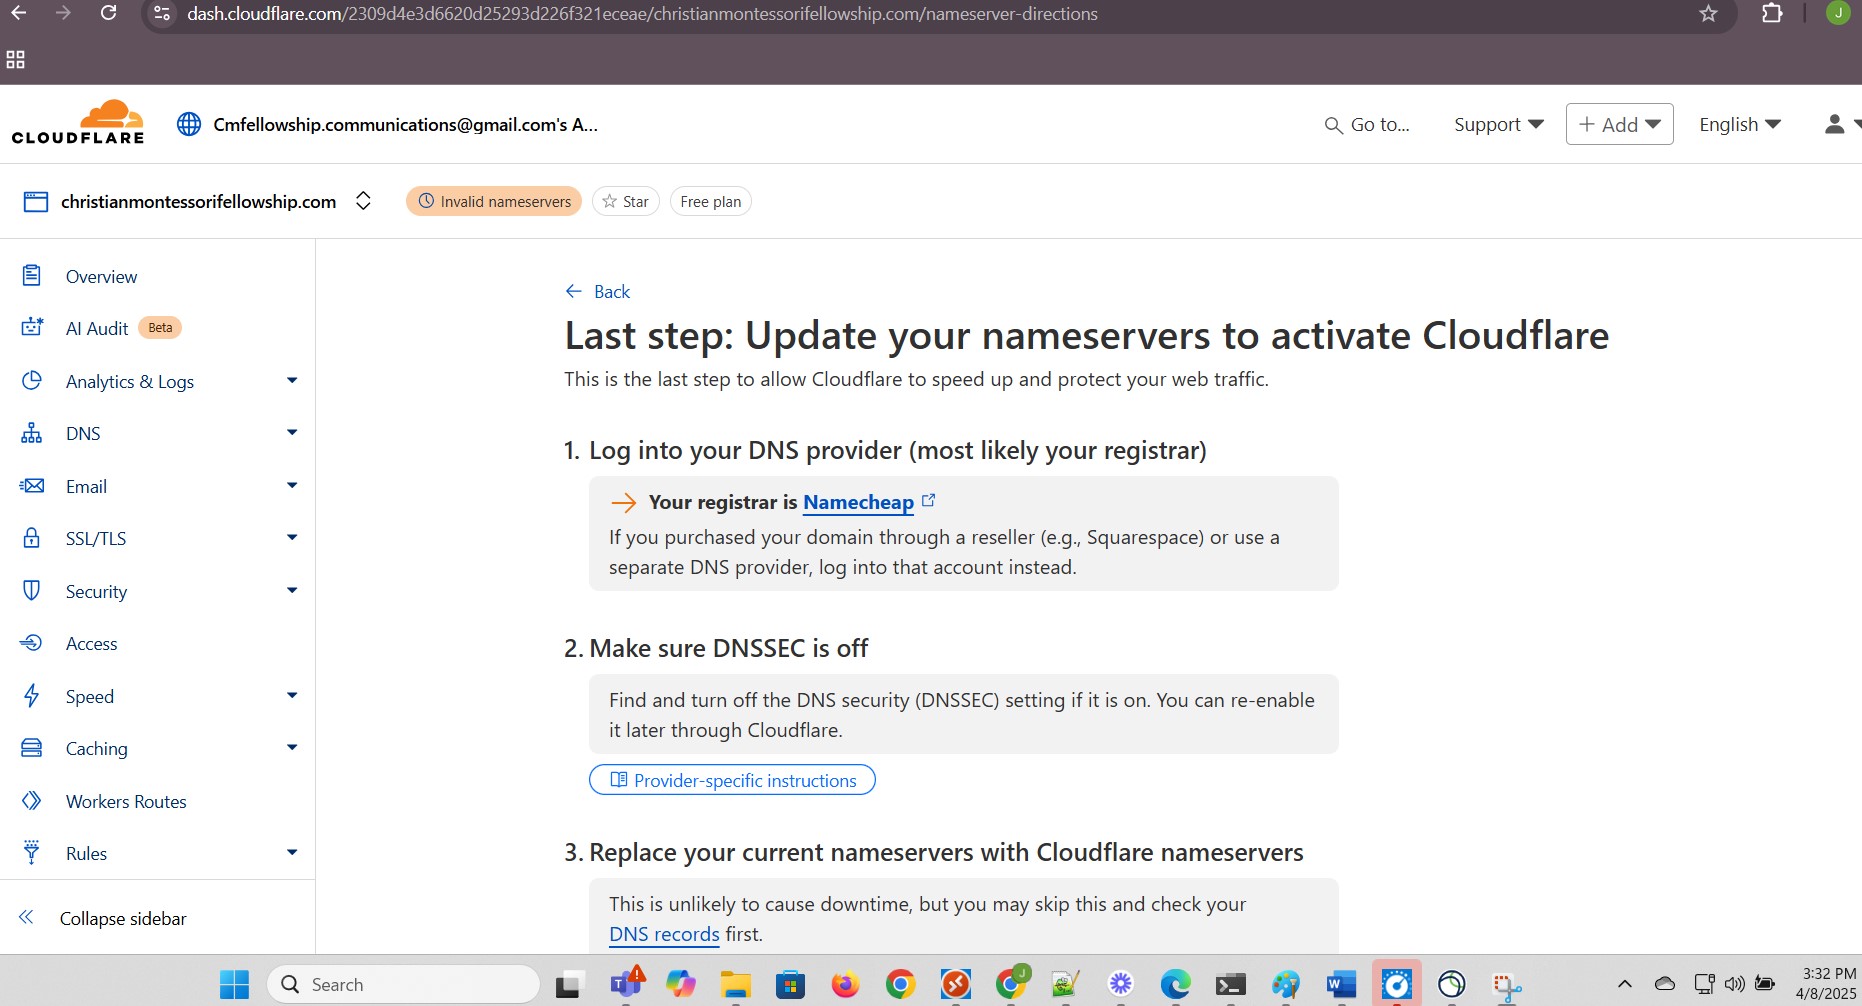 dash.cloudflare.com/2309d4e3d6620d25293d226f321eceae/christianmontessorifellowship.com/nameserver-directions
J
CLOUDFLARE
Cmfellowship.communications@gmail.com's A...
Go to...
Support
+ Add
English
christianmontessorifellowship.com
Invalid nameservers
Star
Free plan
Overview
AI Audit Beta
Analytics & Logs
DNS
Email
SSL/TLS
Security
Access
Speed
Caching
Workers Routes
Rules
Collapse sidebar
← Back
Last step: Update your nameservers to activate Cloudflare
This is the last step to allow Cloudflare to speed up and protect your web traffic.
1. Log into your DNS provider (most likely your registrar)
→ Your registrar is Namecheap
If you purchased your domain through a reseller (e.g., Squarespace) or use a
separate DNS provider, log into that account instead.
2. Make sure DNSSEC is off
Find and turn off the DNS security (DNSSEC) setting if it is on. You can re-enable
it later through Cloudflare.
Provider-specific instructions
3. Replace your current nameservers with Cloudflare nameservers
This is unlikely to cause downtime, but you may skip this and check your
DNS records first.
Search
3:32 PM
4/8/2025